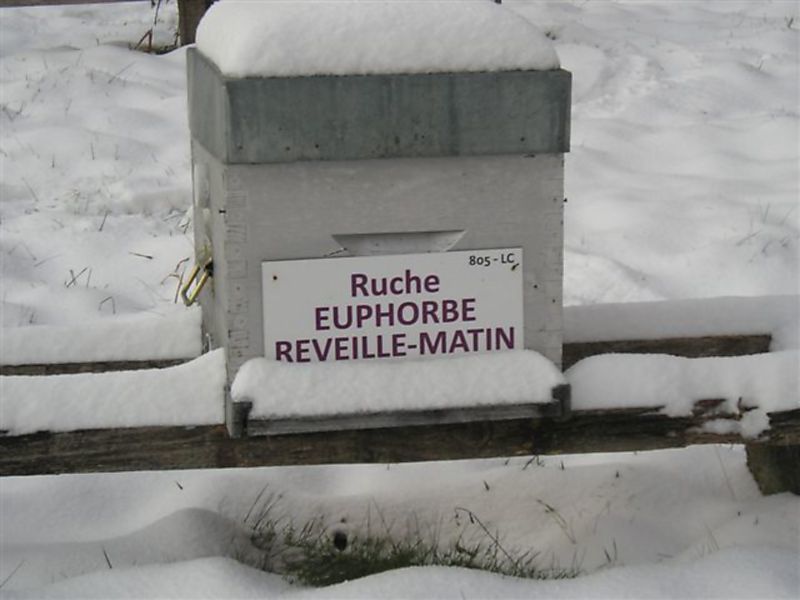 805 - LC
Ruche
EUPHORBE
REVEILLE-MATIN